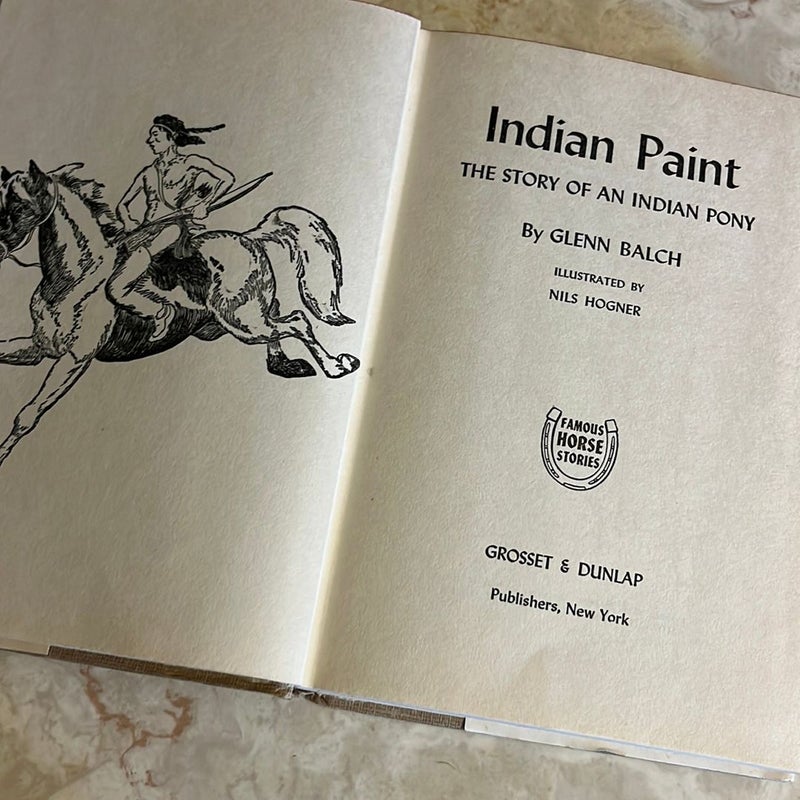 Indian Paint
THE STORY OF AN INDIAN PONY
By GLENN BALCH
ILLUSTRATED BY
NILS HOGNER
FAMOUS
HORSE
STORIES
GROSSET & DUNLAP
Publishers, New York